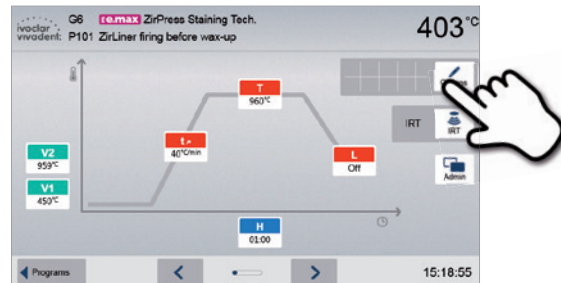 ivoclar
vivadent
G6 IPS e.max ZirPress Staining Tech.
P101 ZirLiner firing before wax-up
403°C
T
960°C
IRT
IRT
V2
959°C
t↗
40°C/min
L
Off
Admin
V1
450°C
H
01:00
Programs
15:18:55